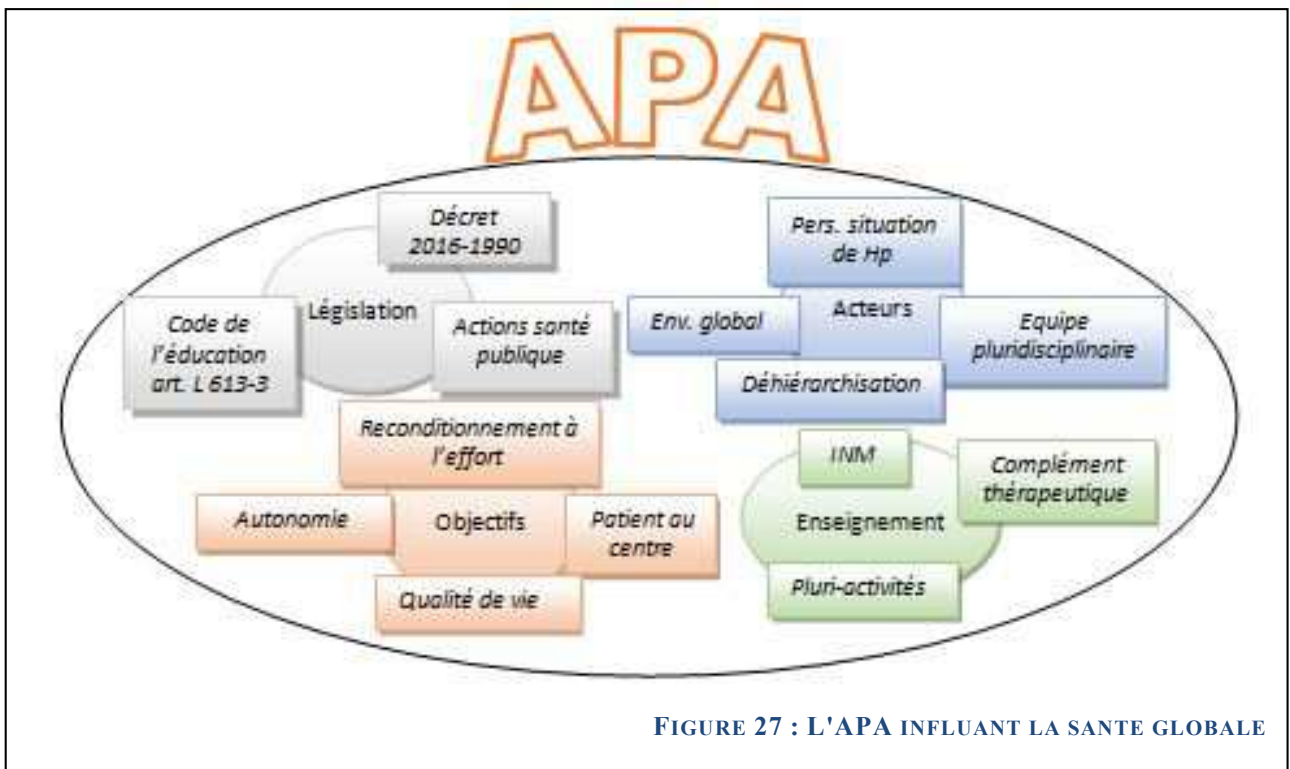 APA
Décret
2016-1990
Législation
Code de
l'éducation
art. L 613-3
Actions santé
publique
Pers. situation
de Hp
Env. global
Acteurs
Equipe
pluridisciplinaire
Déhiérarchisation
Reconditionnement à
l'effort
Autonomie
Objectifs
Patient au
centre
Qualité de vie
INM
Complément
thérapeutique
Enseignement
Pluri-activités
FIGURE 27 : L'APA INFLUANT LA SANTE GLOBALE